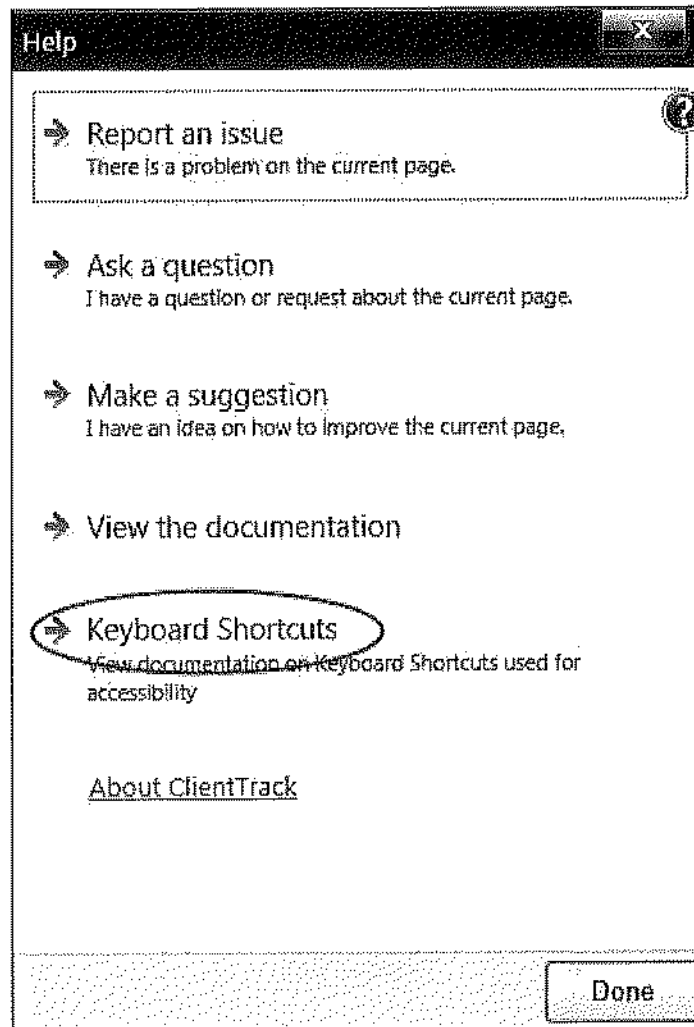 Help
X
?
Report an issue
There is a problem on the current page.
Ask a question
I have a question or request about the current page.
Make a suggestion
I have an idea on how to improve the current page.
View the documentation
Keyboard Shortcuts
View documentation on Keyboard Shortcuts used for
accessibility
About ClientTrack
Done